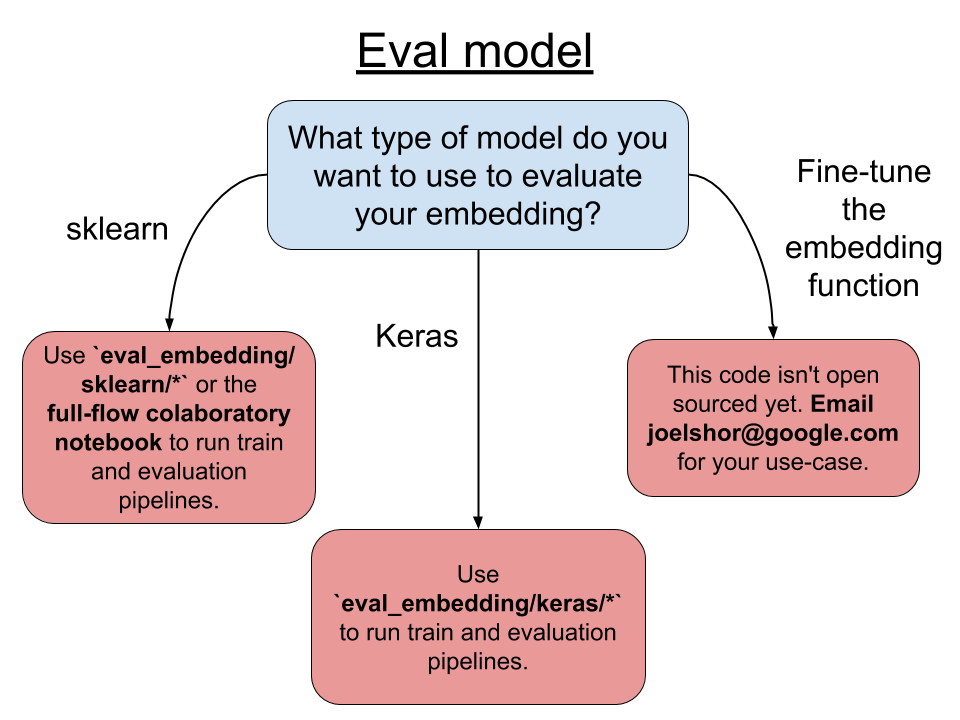 Eval model
What type of model do you
want to use to evaluate
your embedding?
sklearn
Keras
Fine-tune
the
embedding
function
Use `eval_embedding/
sklearn/*` or the
full-flow colaboratory
notebook to run train
and evaluation
pipelines.
Use
`eval_embedding/keras/*`
to run train and evaluation
pipelines.
This code isn't open
sourced yet. Email
joelshor@google.com
for your use-case.